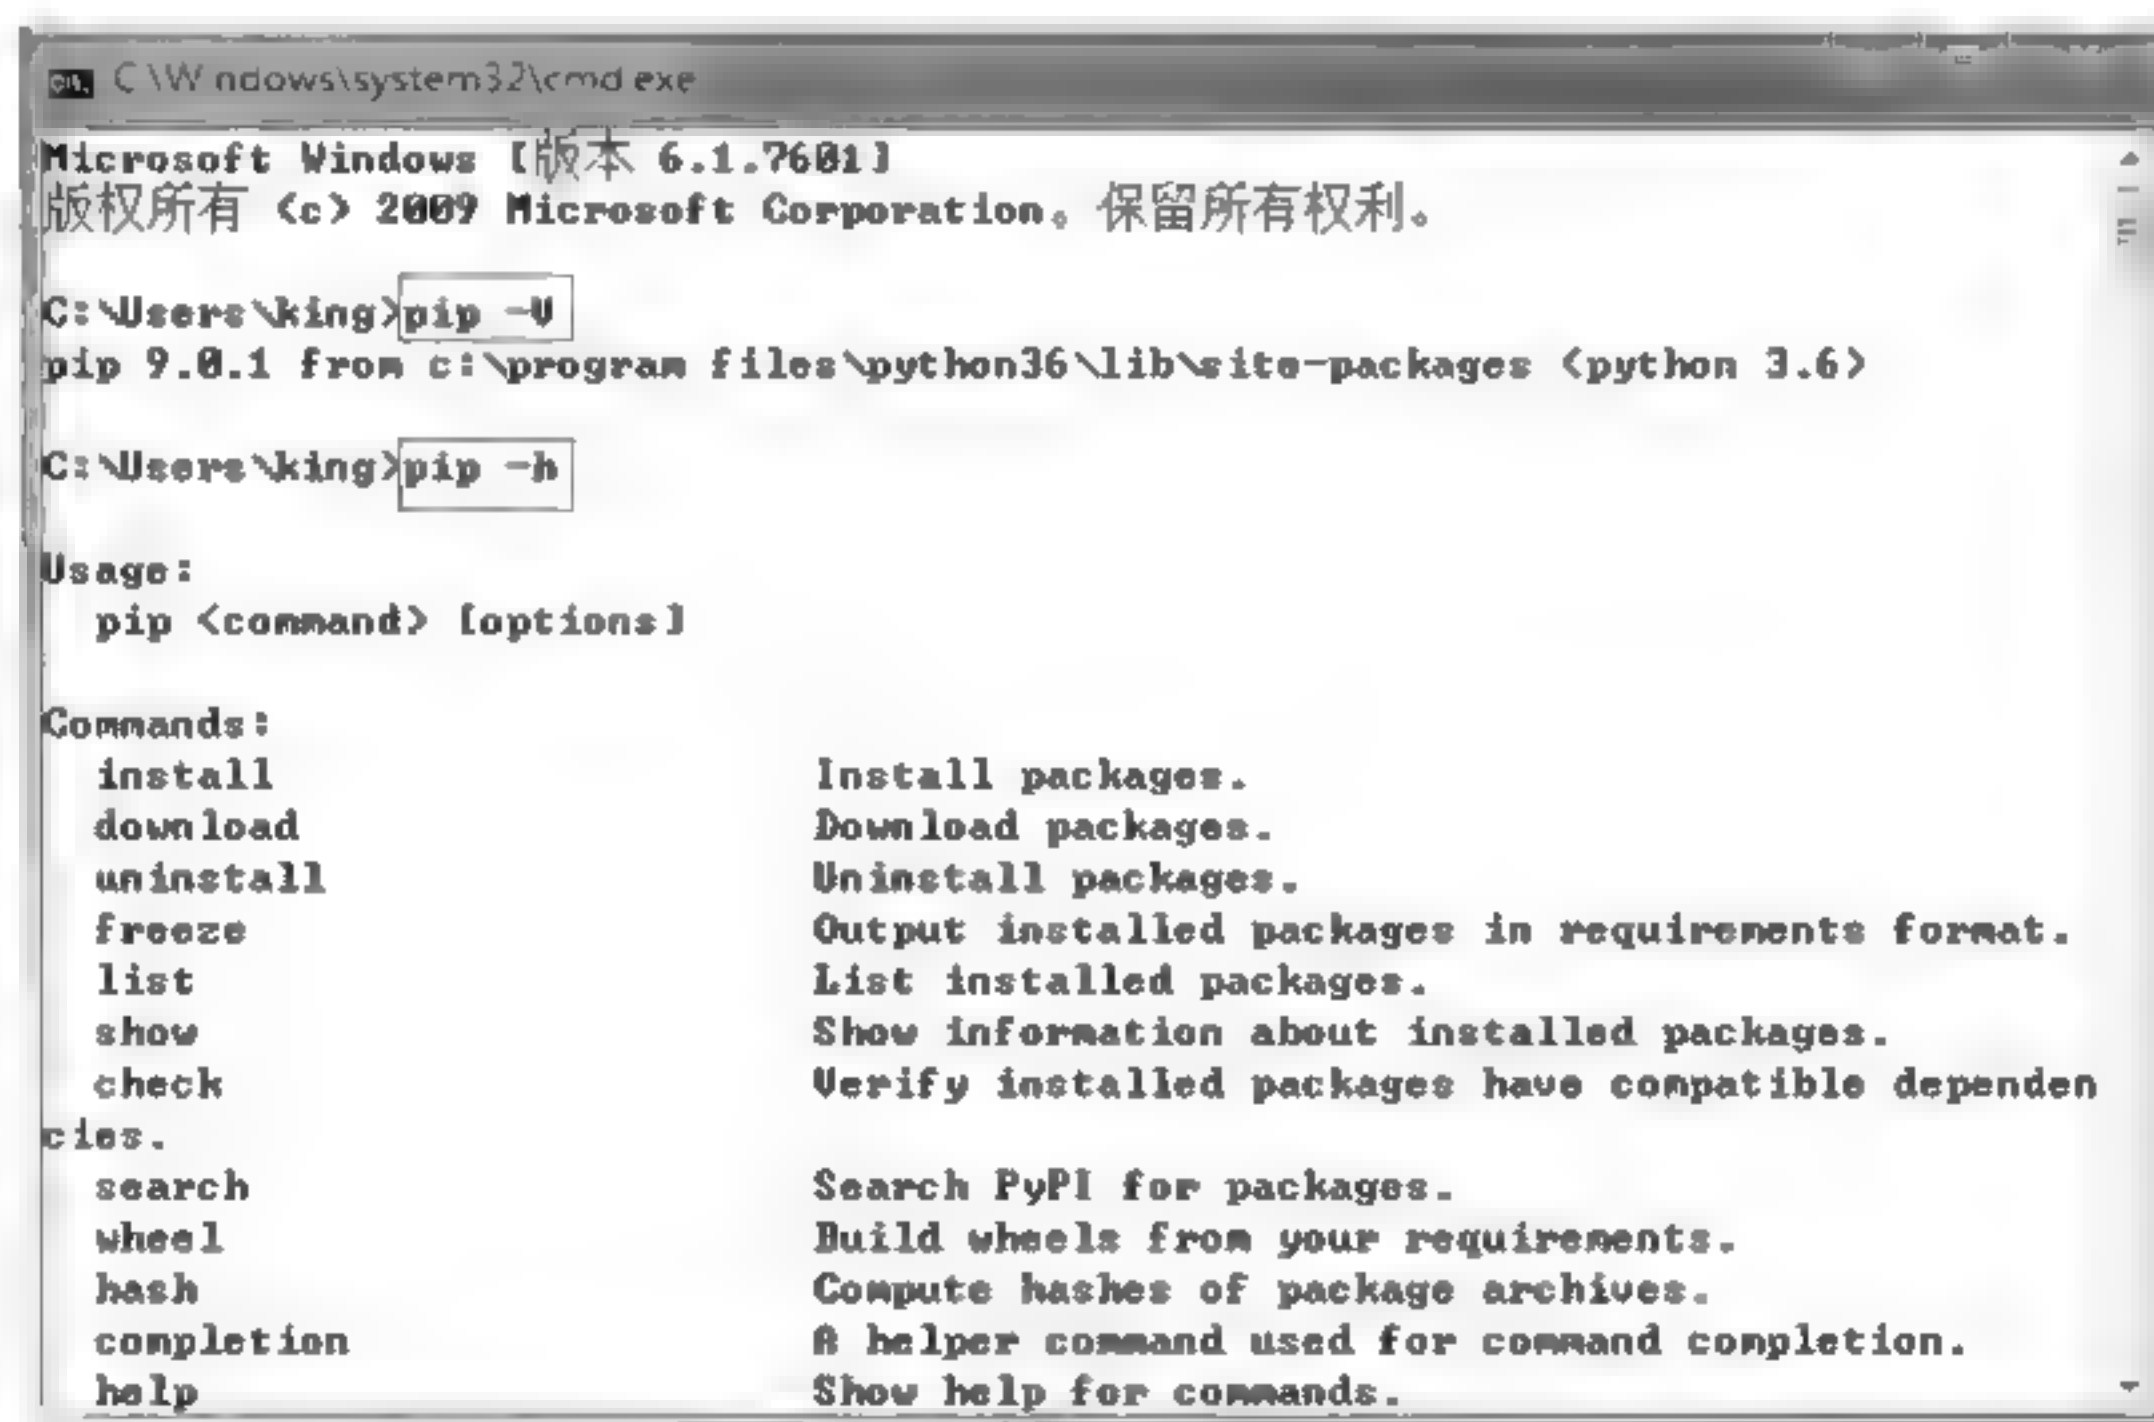 C:\Windows\system32\cmd.exe
Microsoft Windows [版本 6.1.7601]
版权所有 (c) 2009 Microsoft Corporation。保留所有权利。
C:\Users\king>pip -V
pip 9.0.1 from c:\program files\python36\lib\site-packages (python 3.6)
C:\Users\king>pip -h
Usage:
  pip <command> [options]
Commands:
  install                     Install packages.
  download                    Download packages.
  uninstall                   Uninstall packages.
  freeze                      Output installed packages in requirements format.
  list                        List installed packages.
  show                        Show information about installed packages.
  check                       Verify installed packages have compatible dependen
cies.
  search                      Search PyPI for packages.
  wheel                       Build wheels from your requirements.
  hash                        Compute hashes of package archives.
  completion                  A helper command used for command completion.
  help                        Show help for commands.